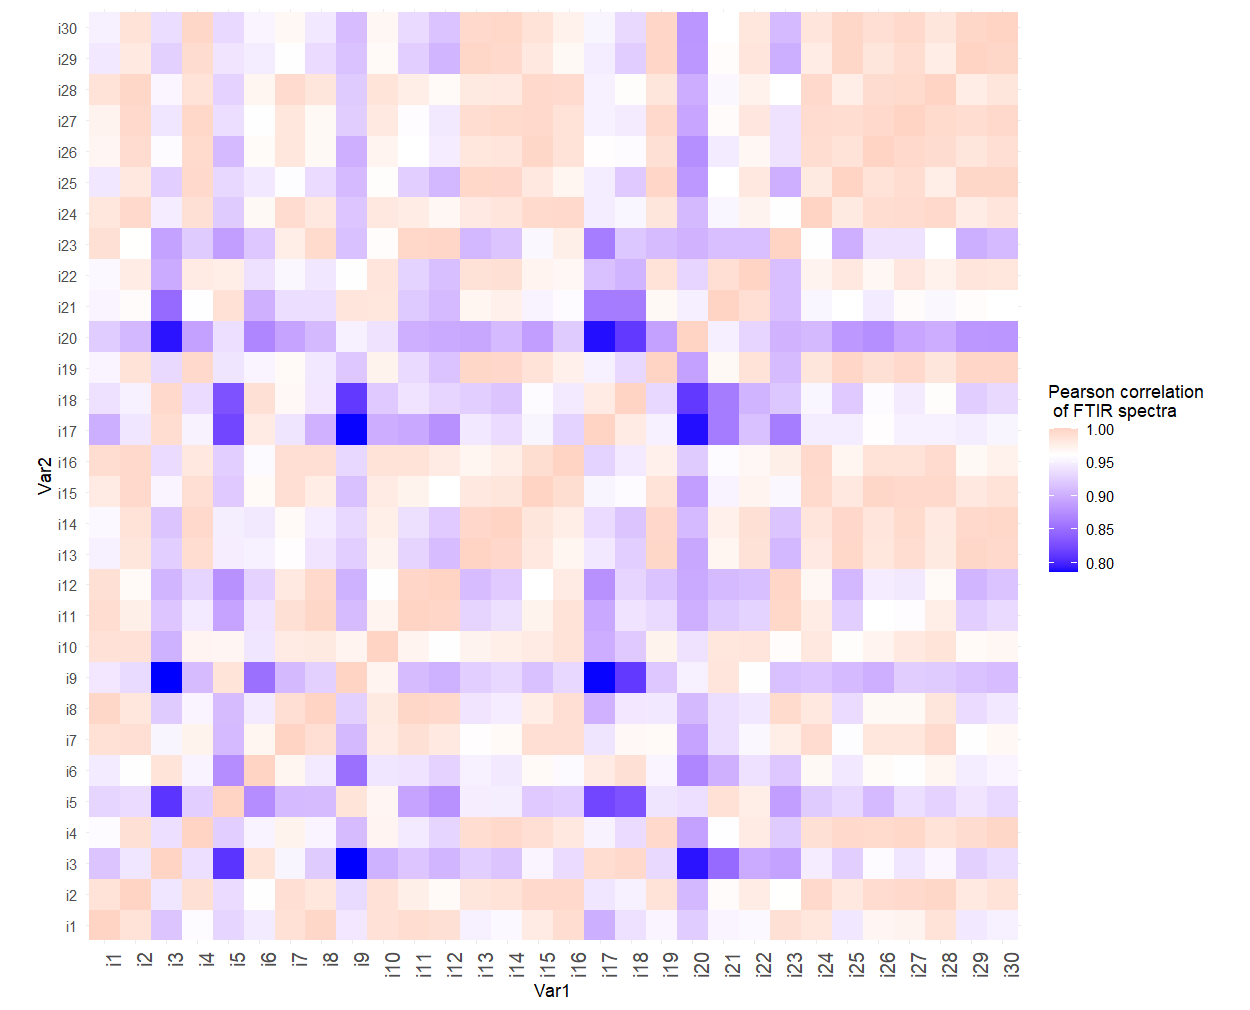 i30
i29
i28
i27
i26
i25
i24
i23
i22
i21
i20
i19
i18
i17
i16
i15
i14
i13
i12
i11
i10
i9
i8
i7
i6
i5
i4
i3
i2
i1
Var2
i1 i2 i3 i4 i5 i6 i7 i8 i9 i10 i11 i12 i13 i14 i15 i16 i17 i18 i19 i20 i21 i22 i23 i24 i25 i26 i27 i28 i29 i30
Var1
Pearson correlation
of FTIR spectra
1.00
0.95
0.90
0.85
0.80